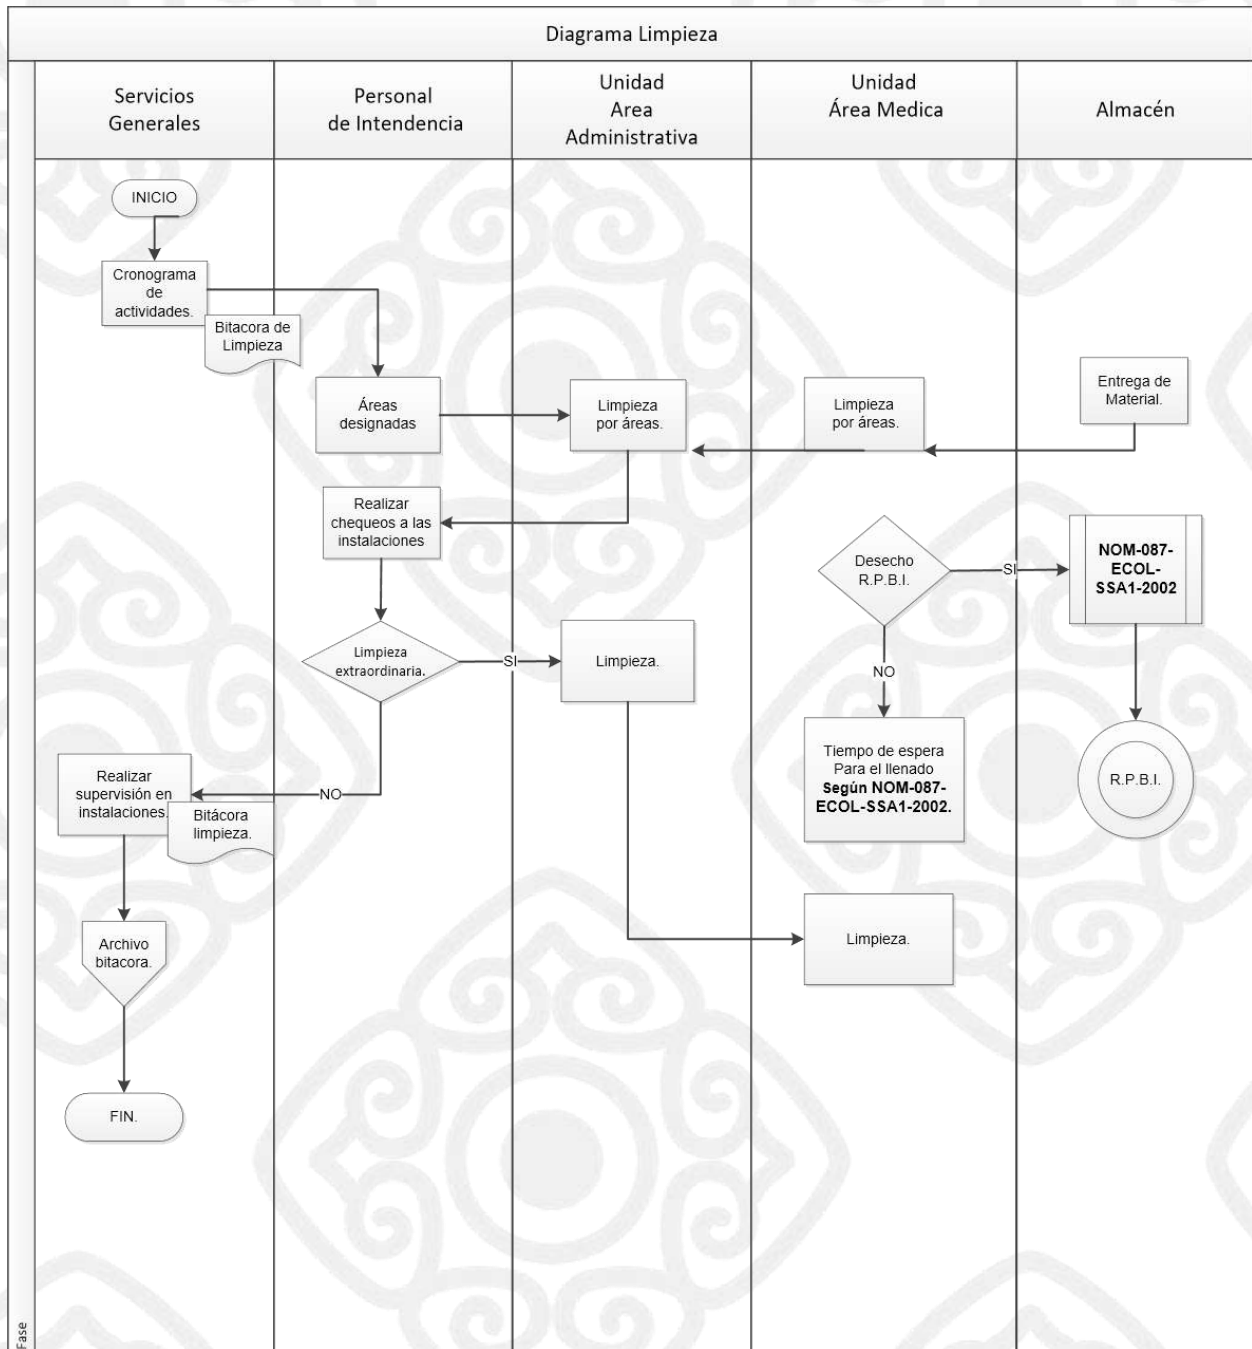 Diagrama Limpieza
Servicios
Generales
Personal
de Intendencia
Unidad
Area
Administrativa
Unidad
Área Medica
Almacén
INICIO
Cronograma
de
actividades.
Bitacora de
Limpieza
Áreas
designadas
Limpieza
por áreas.
Limpieza
por áreas.
Entrega de
Material.
Realizar
chequeos a las
instalaciones
Desecho
R.P.B.I.
SI
NOM-087-
ECOL-
SSA1-2002
Limpieza
extraordinaria.
SI
Limpieza.
NO
Tiempo de espera
Para el llenado
Según NOM-087-
ECOL-SSA1-2002.
R.P.B.I.
Realizar
supervisión en
instalaciones.
NO
Bitácora
limpieza.
Archivo
bitacora.
Limpieza.
FIN.
Fase